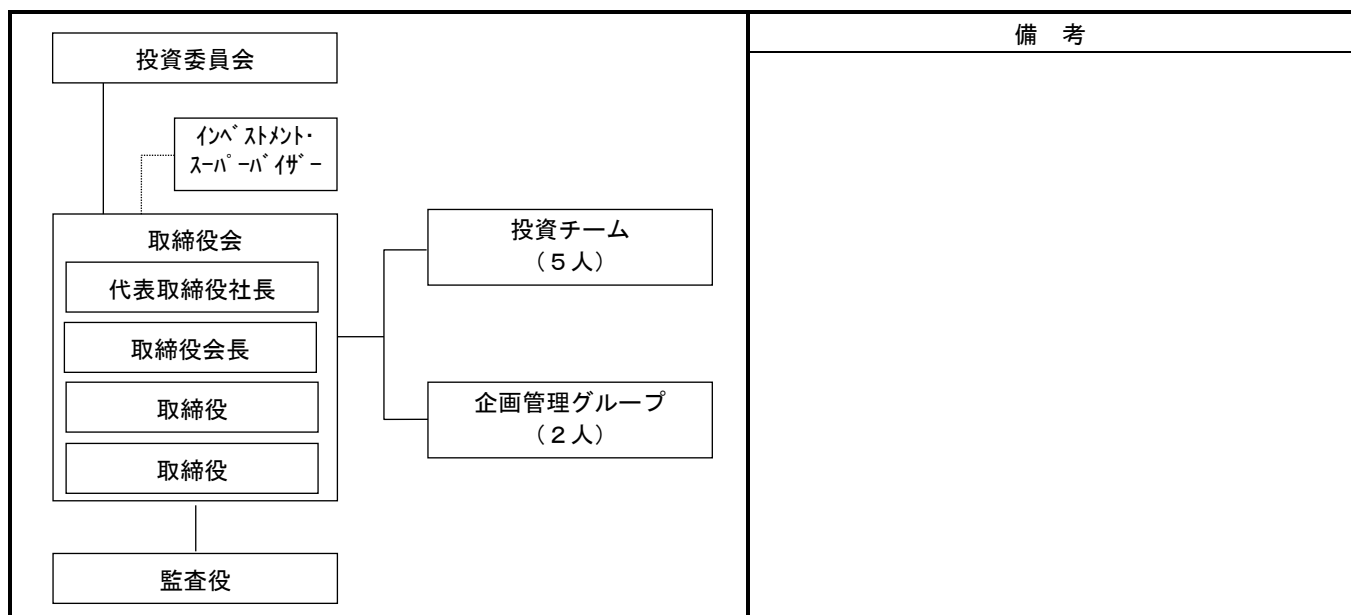 備 考
投資委員会
ｲﾝﾍﾞｽﾄﾒﾝﾄ･
ｽｰﾊﾟｰﾊﾞｲｻﾞｰ
取締役会
代表取締役社長
取締役会長
取締役
取締役
監査役
投資チーム
（５人）
企画管理グループ
（２人）